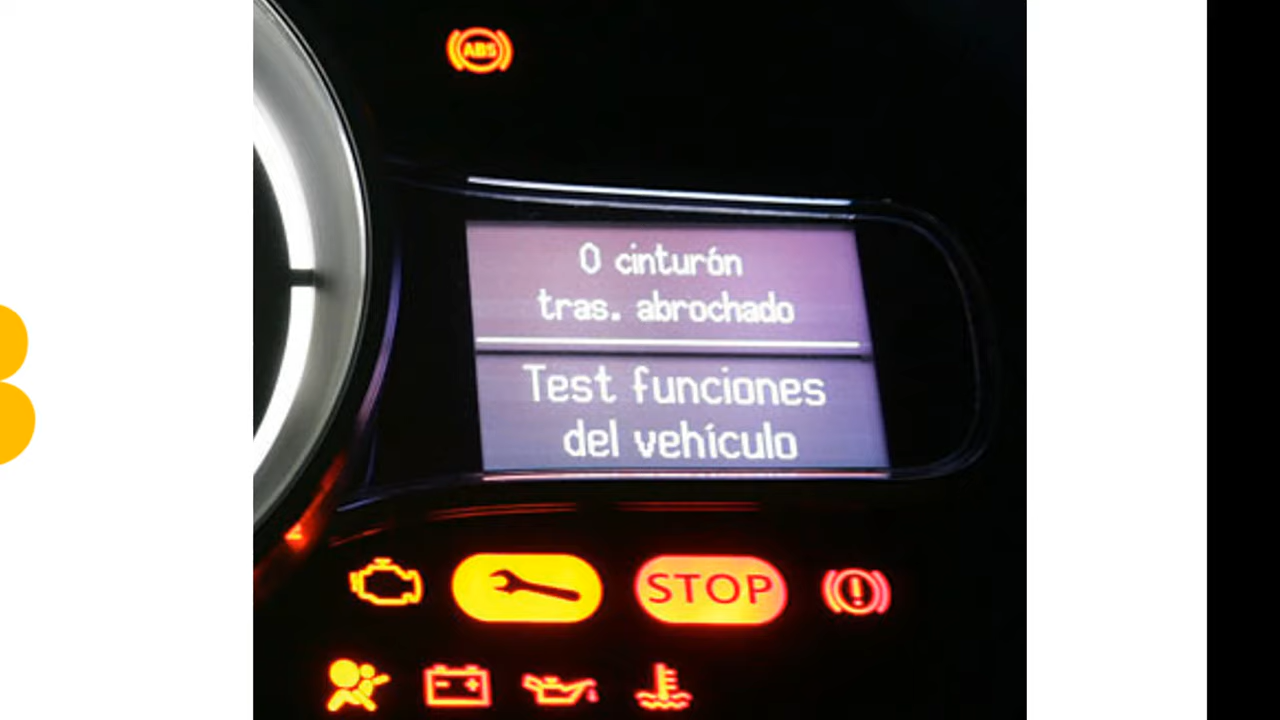 ABS
0 cinturón
tras. abrochado
Test funciones
del vehículo
STOP